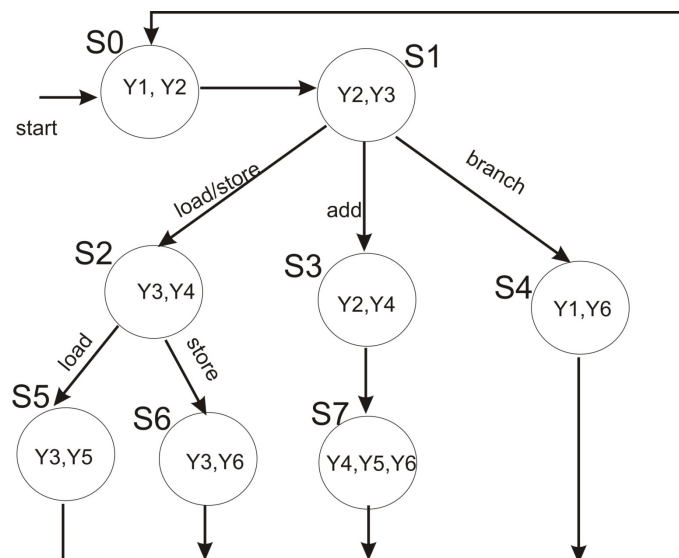 S0
Y1, Y2
start
S1
Y2,Y3
load/store
add
branch
S2
Y3,Y4
S3
Y2,Y4
S4
Y1,Y6
load
store
S5
Y3,Y5
S6
Y3,Y6
S7
Y4,Y5,Y6